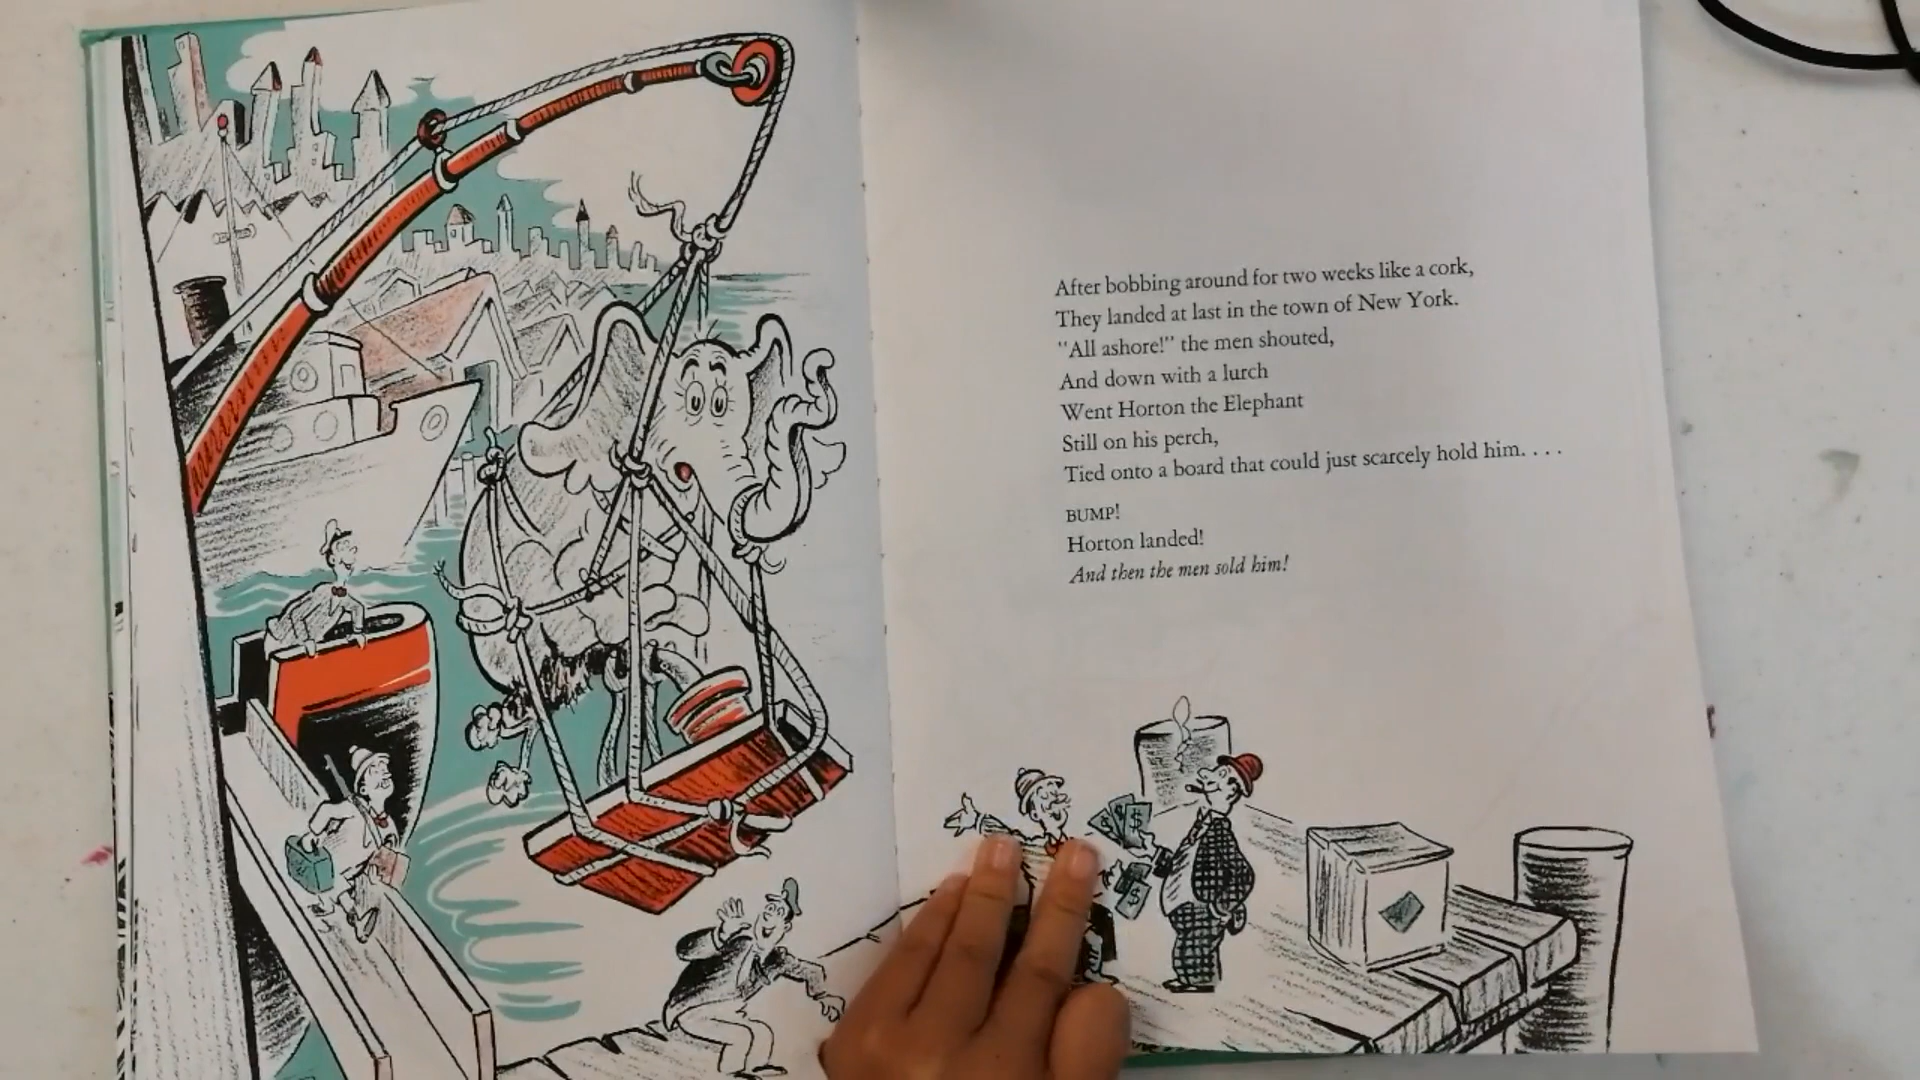 After bobbing around for two weeks like a cork,
They landed at last in the town of New York.
"All ashore!" the men shouted,
And down with a lurch
Went Horton the Elephant
Still on his perch,
Tied onto a board that could just scarcely hold him. . . .
BUMP!
Horton landed!
And then the men sold him!